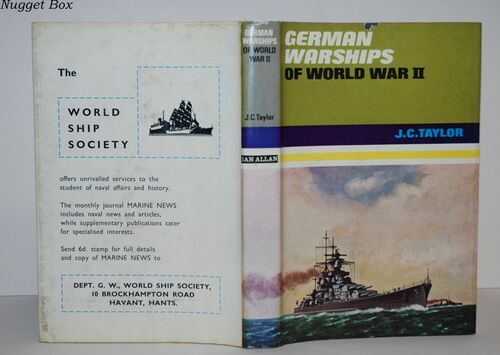 Nugget Box
The
WORLD
SHIP
SOCIETY
offers unrivalled services to the
student of naval affairs and history,
The monthly journal MARINE NEWS
includes naval news and articles,
while supplementary publications cater
for specialised interests.
Send 6d. stamp for full details
and copy of MARINE NEWS to
DEPT. G. W., WORLD SHIP SOCIETY,
10 BROCKHAMPTON ROAD
HAVANT, HANTS.
GERMAN
WARSHIPS
OF WORLD
WAR II
J.C.Taylor
IAN ALLAN
GERMAN
WARSHIPS
OF WORLD WAR II
J.C.TAYLOR